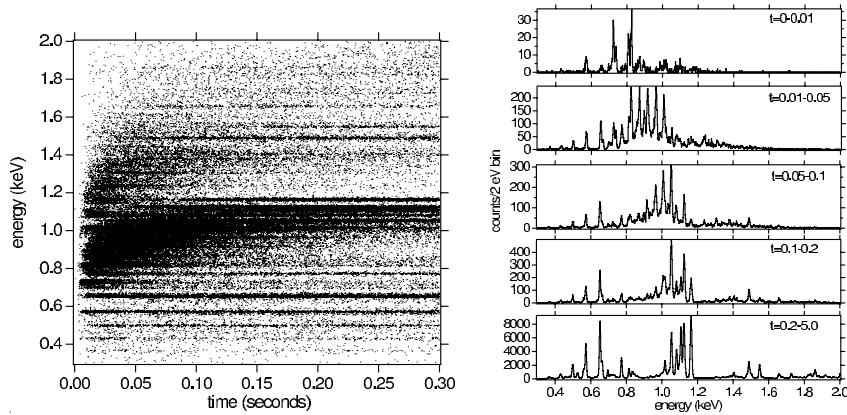 2.0
1.8
1.6
1.4
1.2
1.0
0.8
0.6
0.4
energy (keV)
0.00 0.05 0.10 0.15 0.20 0.25 0.30
time (seconds)
counts/2 eV bin
30
20
10
0
t=0-0.01
200
150
100
50
0
t=0.01-0.05
300
200
100
0
t=0.05-0.1
400
300
200
100
0
t=0.1-0.2
8000
6000
4000
2000
0
t=0.2-5.0
0.4 0.6 0.8 1.0 1.2 1.4 1.6 1.8 2.0
energy (keV)